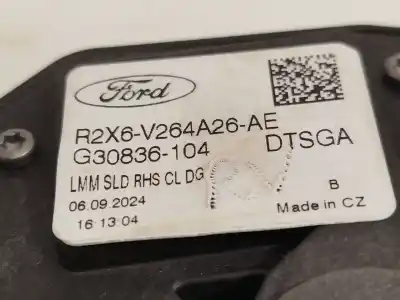 Ford
R2X6-V264A26-AE
G30836-104 DTSGA
LMM SLD RHS CL DG
06.09.2024 B
16:13:04 Made in CZ